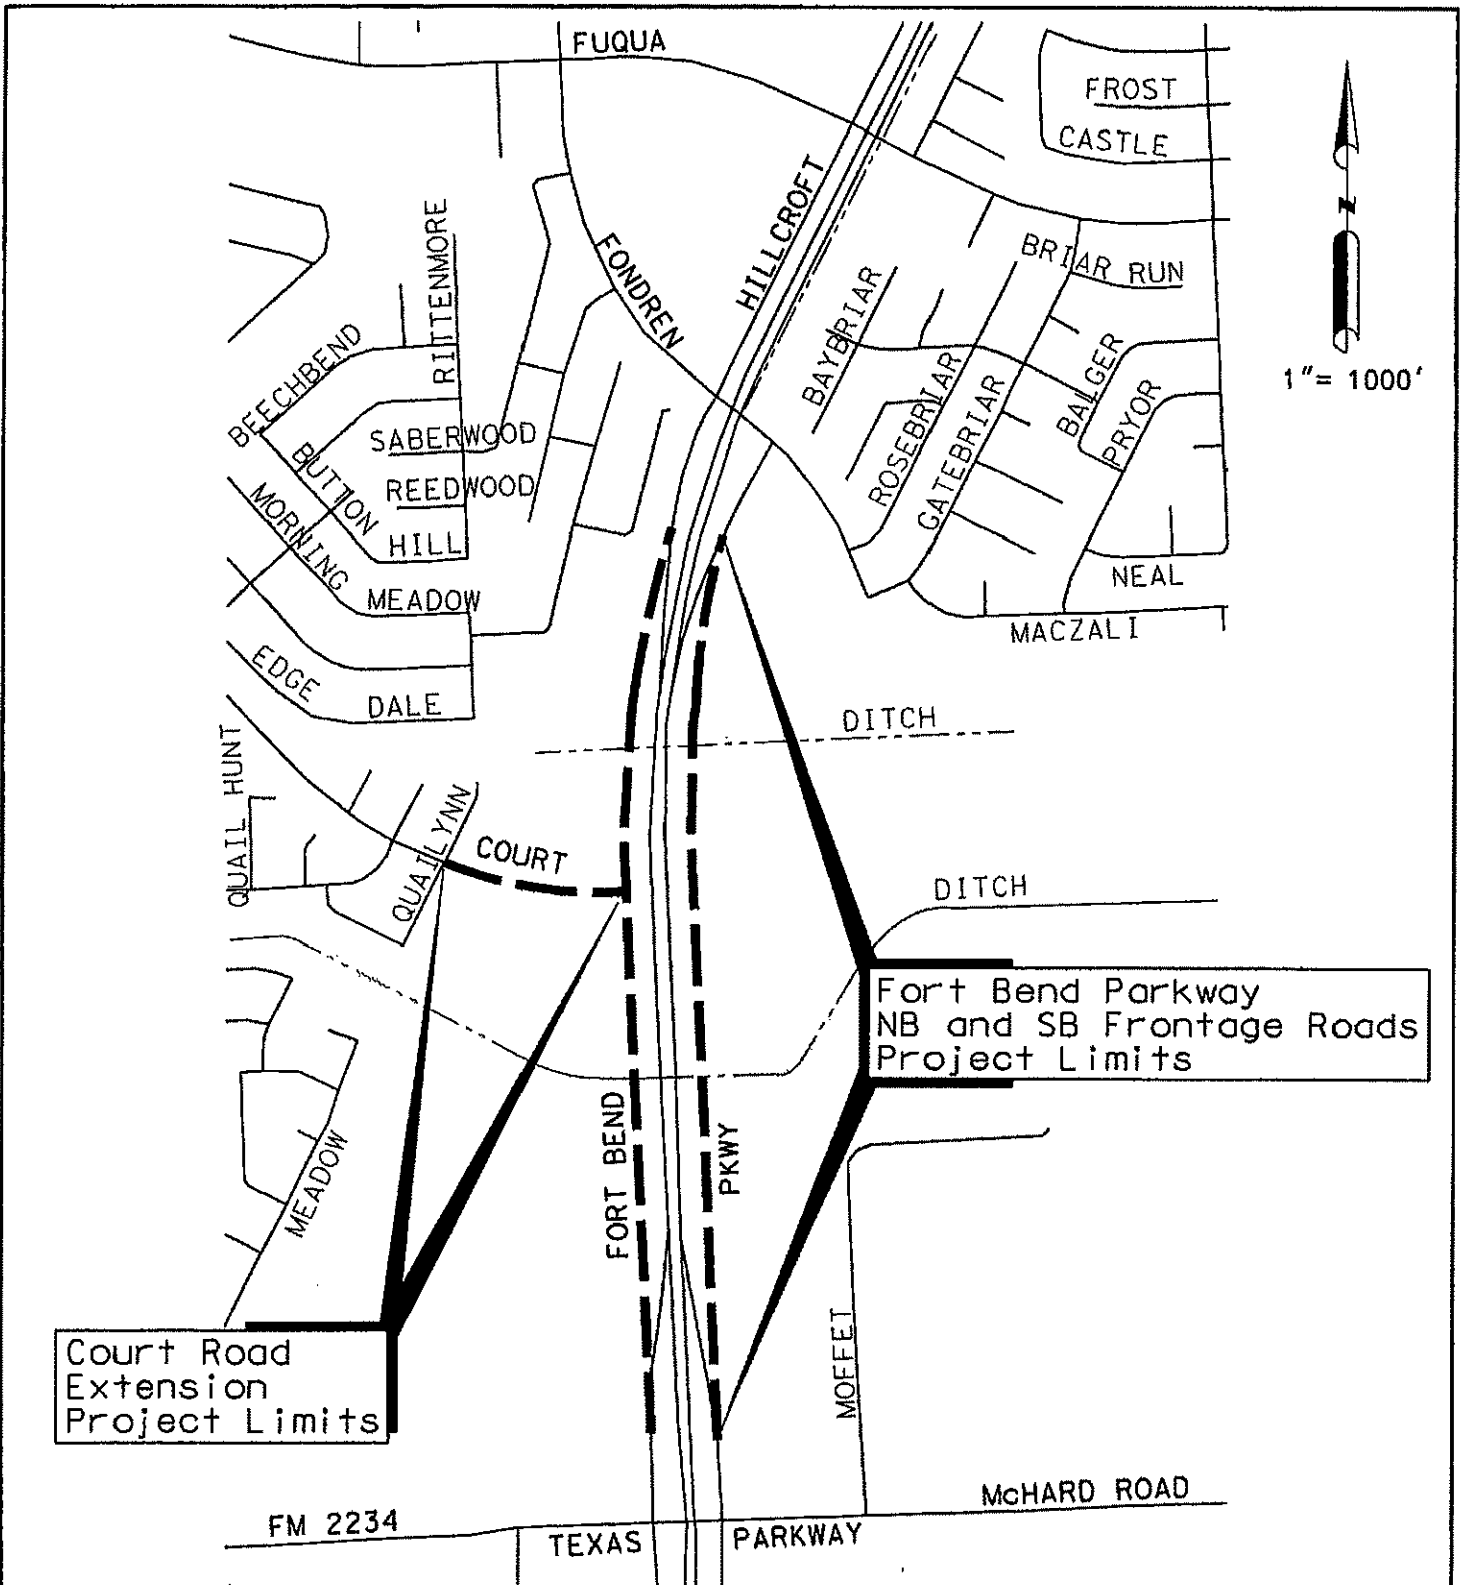 FUQUA
FROST
CASTLE
HILLCROFT
FONDREN
RITTENMORE
BRIAR RUN
N
1"= 1000'
BAYBRIAR
BEECHBEND
SABERWOOD
BUTTON
HILL
REEDWOOD
ROSEBRIAR
GATEBRIAR
BALGER
PRYOR
MORNING
MEADOW
NEAL
MACZALI
EDGE
DALE
DITCH
QUAIL HUNT
QUAILYNN
COURT
DITCH
Fort Bend Parkway
NB and SB Frontage Roads
Project Limits
FORT BEND
PKWY
MEADOW
MOFFET
Court Road
Extension
Project Limits
McHARD ROAD
FM 2234
TEXAS PARKWAY